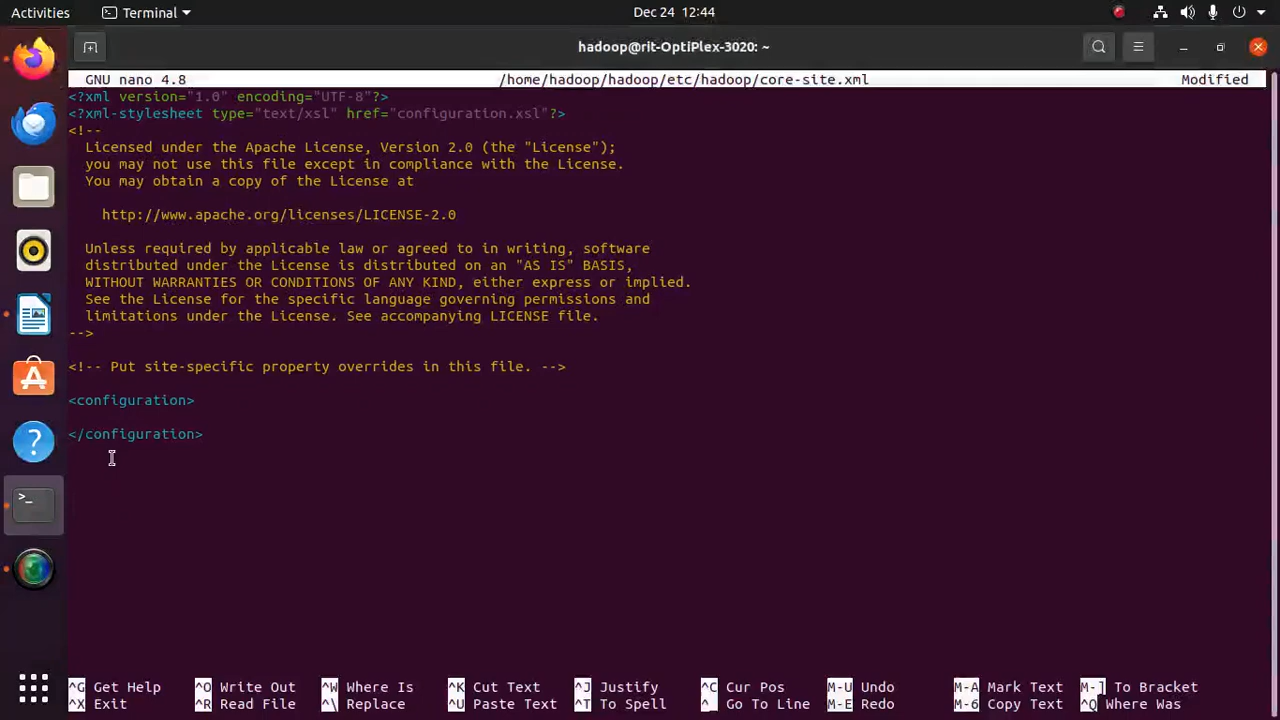 Activities Terminal Dec 24 12:44
hadoop@rit-OptiPlex-3020: ~
GNU nano 4.8 /home/hadoop/hadoop/etc/hadoop/core-site.xml Modified
<?xml version="1.0" encoding="UTF-8"?>
<?xml-stylesheet type="text/xsl" href="configuration.xsl"?>
<!--
Licensed under the Apache License, Version 2.0 (the "License");
you may not use this file except in compliance with the License.
You may obtain a copy of the License at
http://www.apache.org/licenses/LICENSE-2.0
Unless required by applicable law or agreed to in writing, software
distributed under the License is distributed on an "AS IS" BASIS,
WITHOUT WARRANTIES OR CONDITIONS OF ANY KIND, either express or implied.
See the License for the specific language governing permissions and
limitations under the License. See accompanying LICENSE file.
-->
<!-- Put site-specific property overrides in this file. -->
<configuration>
</configuration>
^G Get Help ^O Write Out ^W Where Is ^K Cut Text ^J Justify ^C Cur Pos M-U Undo M-A Mark Text M-] To Bracket
^X Exit ^R Read File ^\ Replace ^U Paste Text ^T To Spell ^_ Go To Line M-E Redo M-6 Copy Text ^Q Where Was